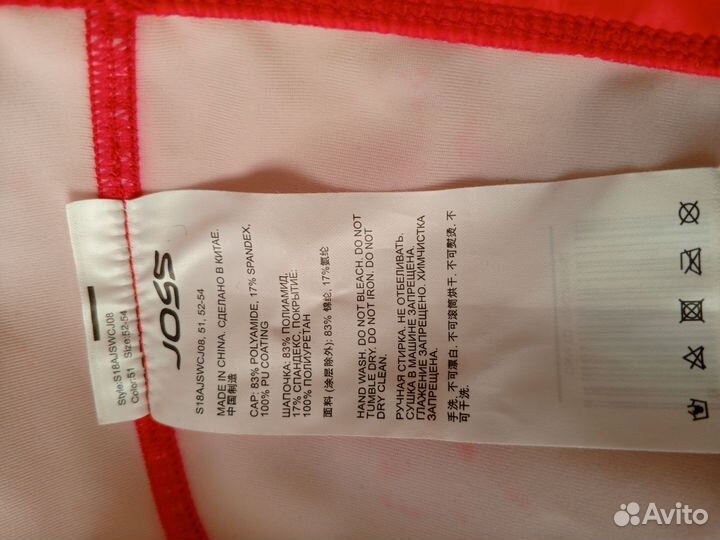 Style:S18AJSWCJ08
Color:51 Size:52-54
JOSS
S18AJSWCJ08, 51, 52-54
MADE IN CHINA. СДЕЛАНО В КИТАЕ.
中国制造
CAP: 83% POLYAMIDE, 17% SPANDEX;
100% PU COATING
ШАПОЧКА: 83% ПОЛИАМИД,
17% СПАНДЕКС, ПОКРЫТИЕ:
100% ПОЛИУРЕТАН
面料 (涂层除外): 83% 锦纶, 17%氨纶
HAND WASH. DO NOT BLEACH. DO NOT
TUMBLE DRY. DO NOT IRON. DO NOT
DRY CLEAN.
РУЧНАЯ СТИРКА. НЕ ОТБЕЛИВАТЬ.
СУШКА В МАШИНЕ ЗАПРЕЩЕНА.
ГЛАЖЕНИЕ ЗАПРЕЩЕНО. ХИМЧИСТКА
ЗАПРЕЩЕНА.
手洗. 不可漂白. 不可滚筒烘干. 不可熨烫. 不
可干洗.
Avito